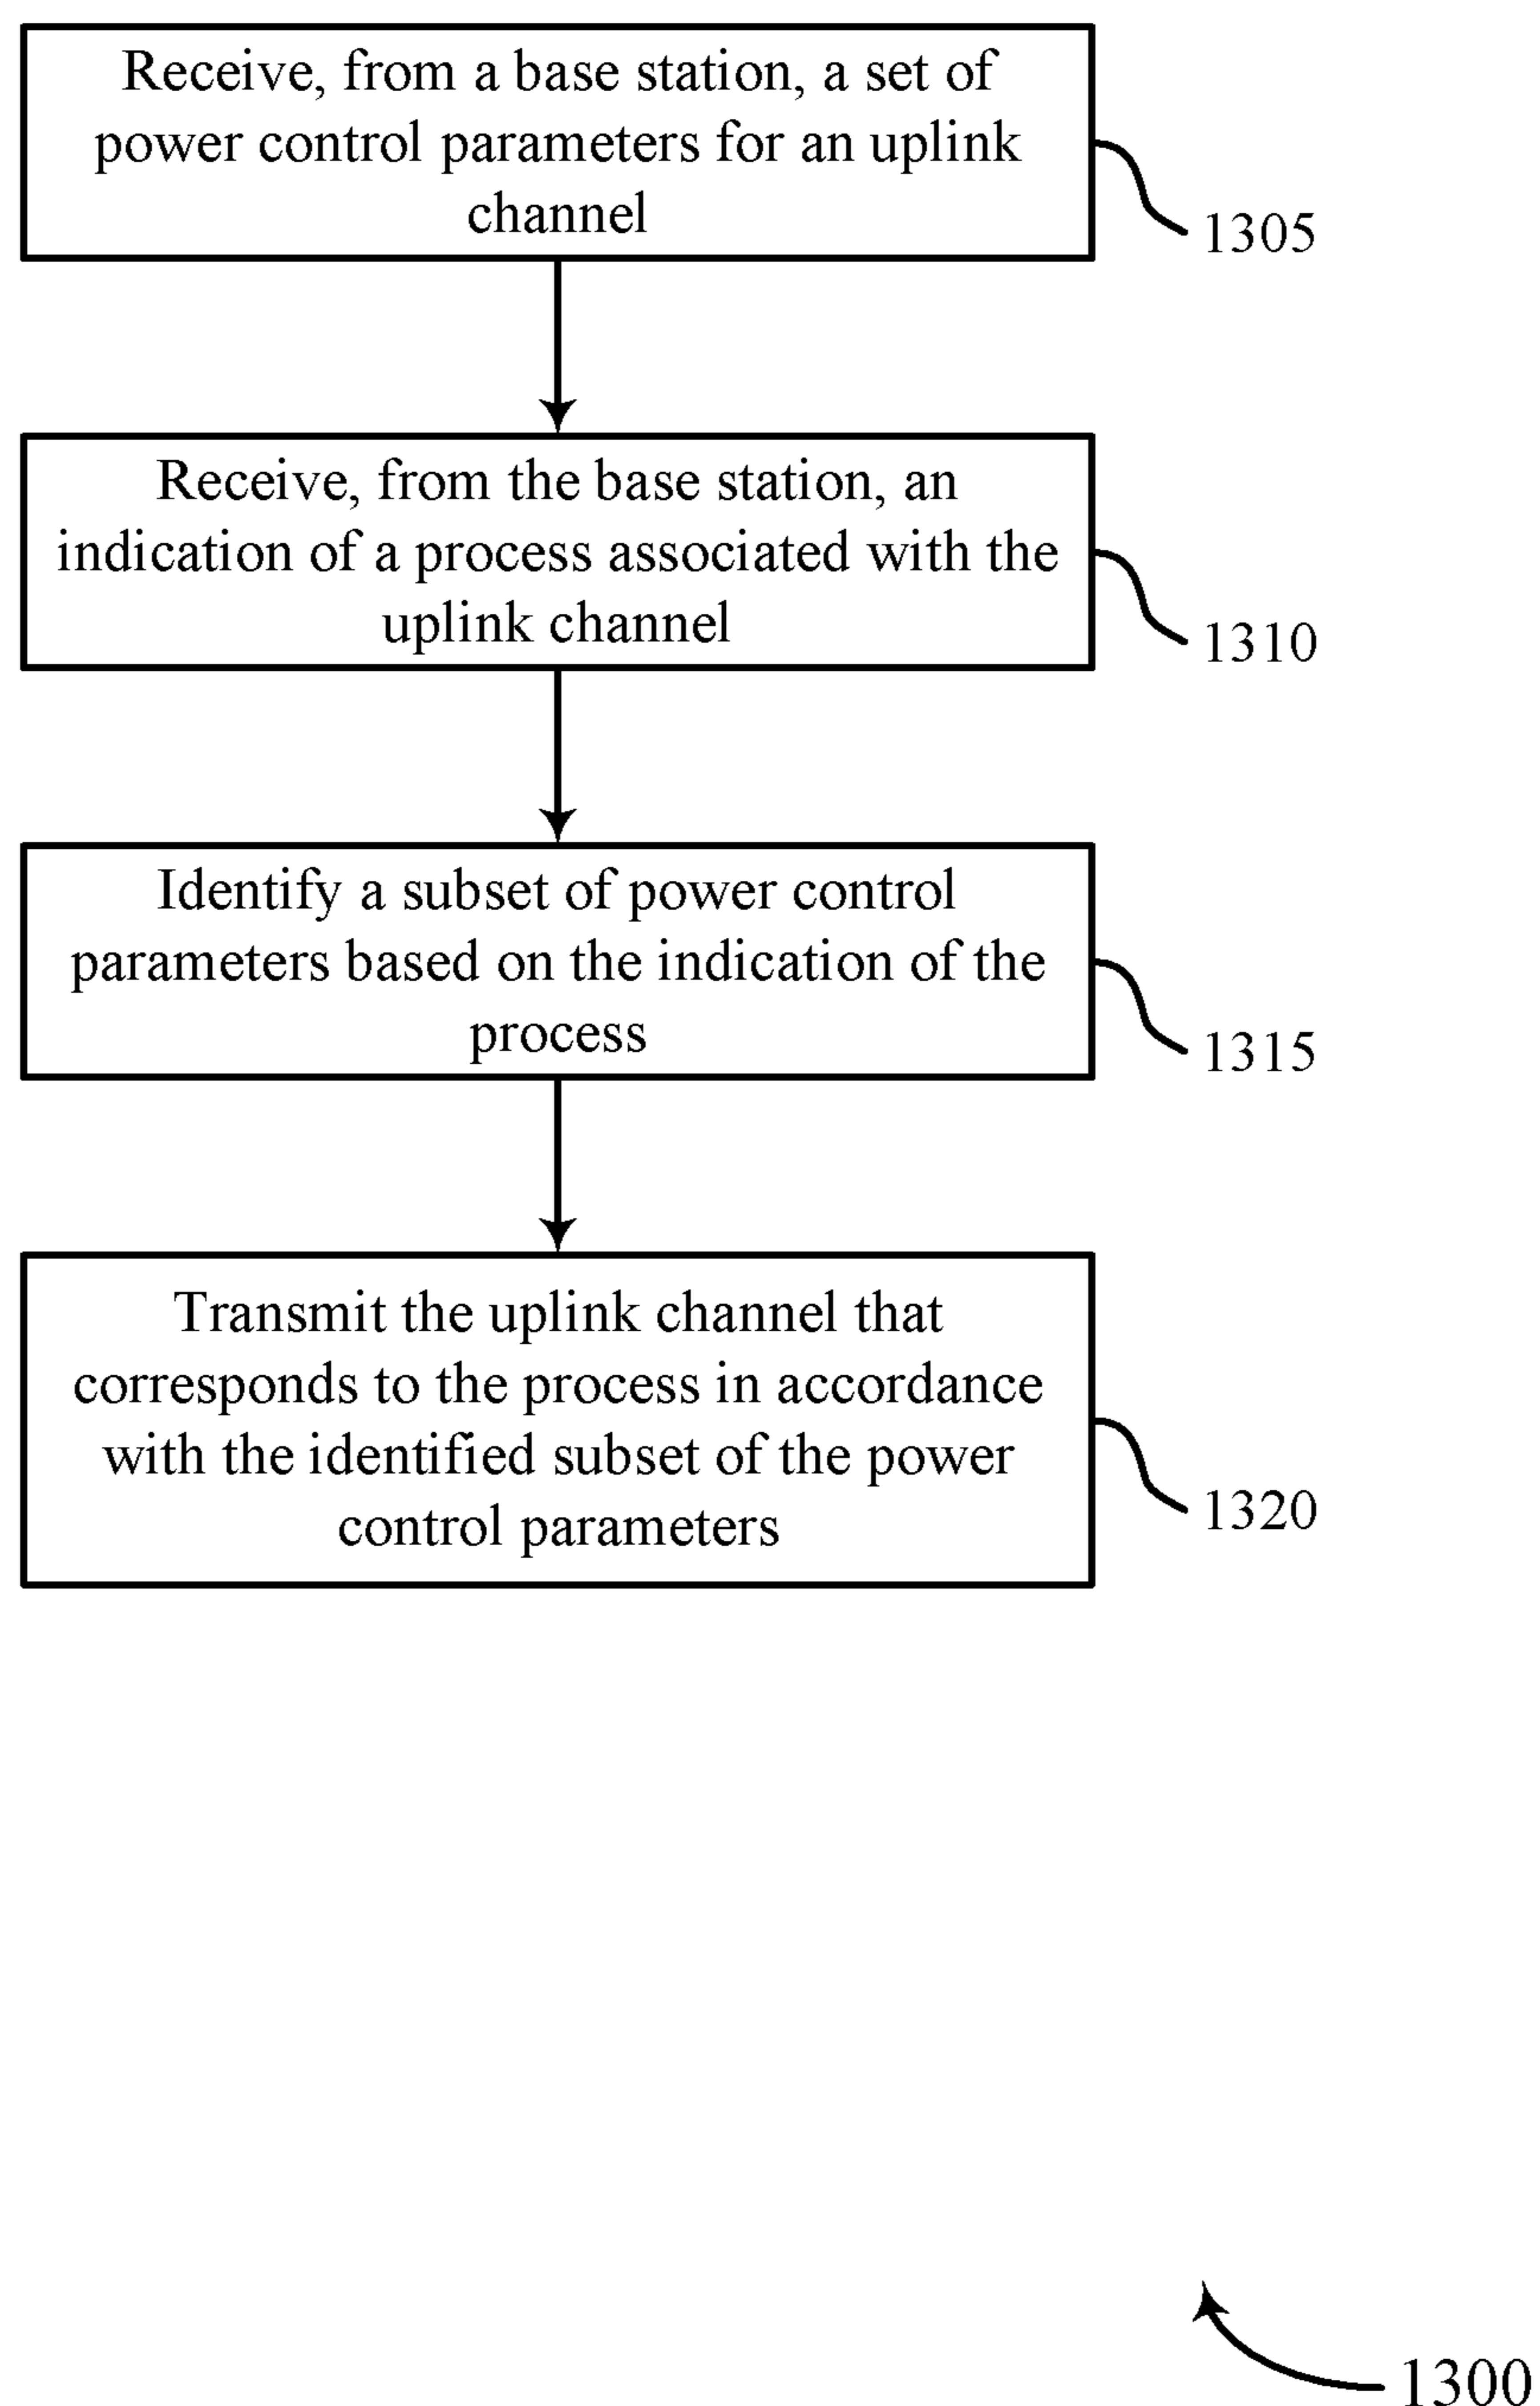 Receive, from a base station, a set of
power control parameters for an uplink
channel
1305
Receive, from the base station, an
indication of a process associated with the
uplink channel
1310
Identify a subset of power control
parameters based on the indication of the
process
1315
Transmit the uplink channel that
corresponds to the process in accordance
with the identified subset of the power
control parameters
1320
1300